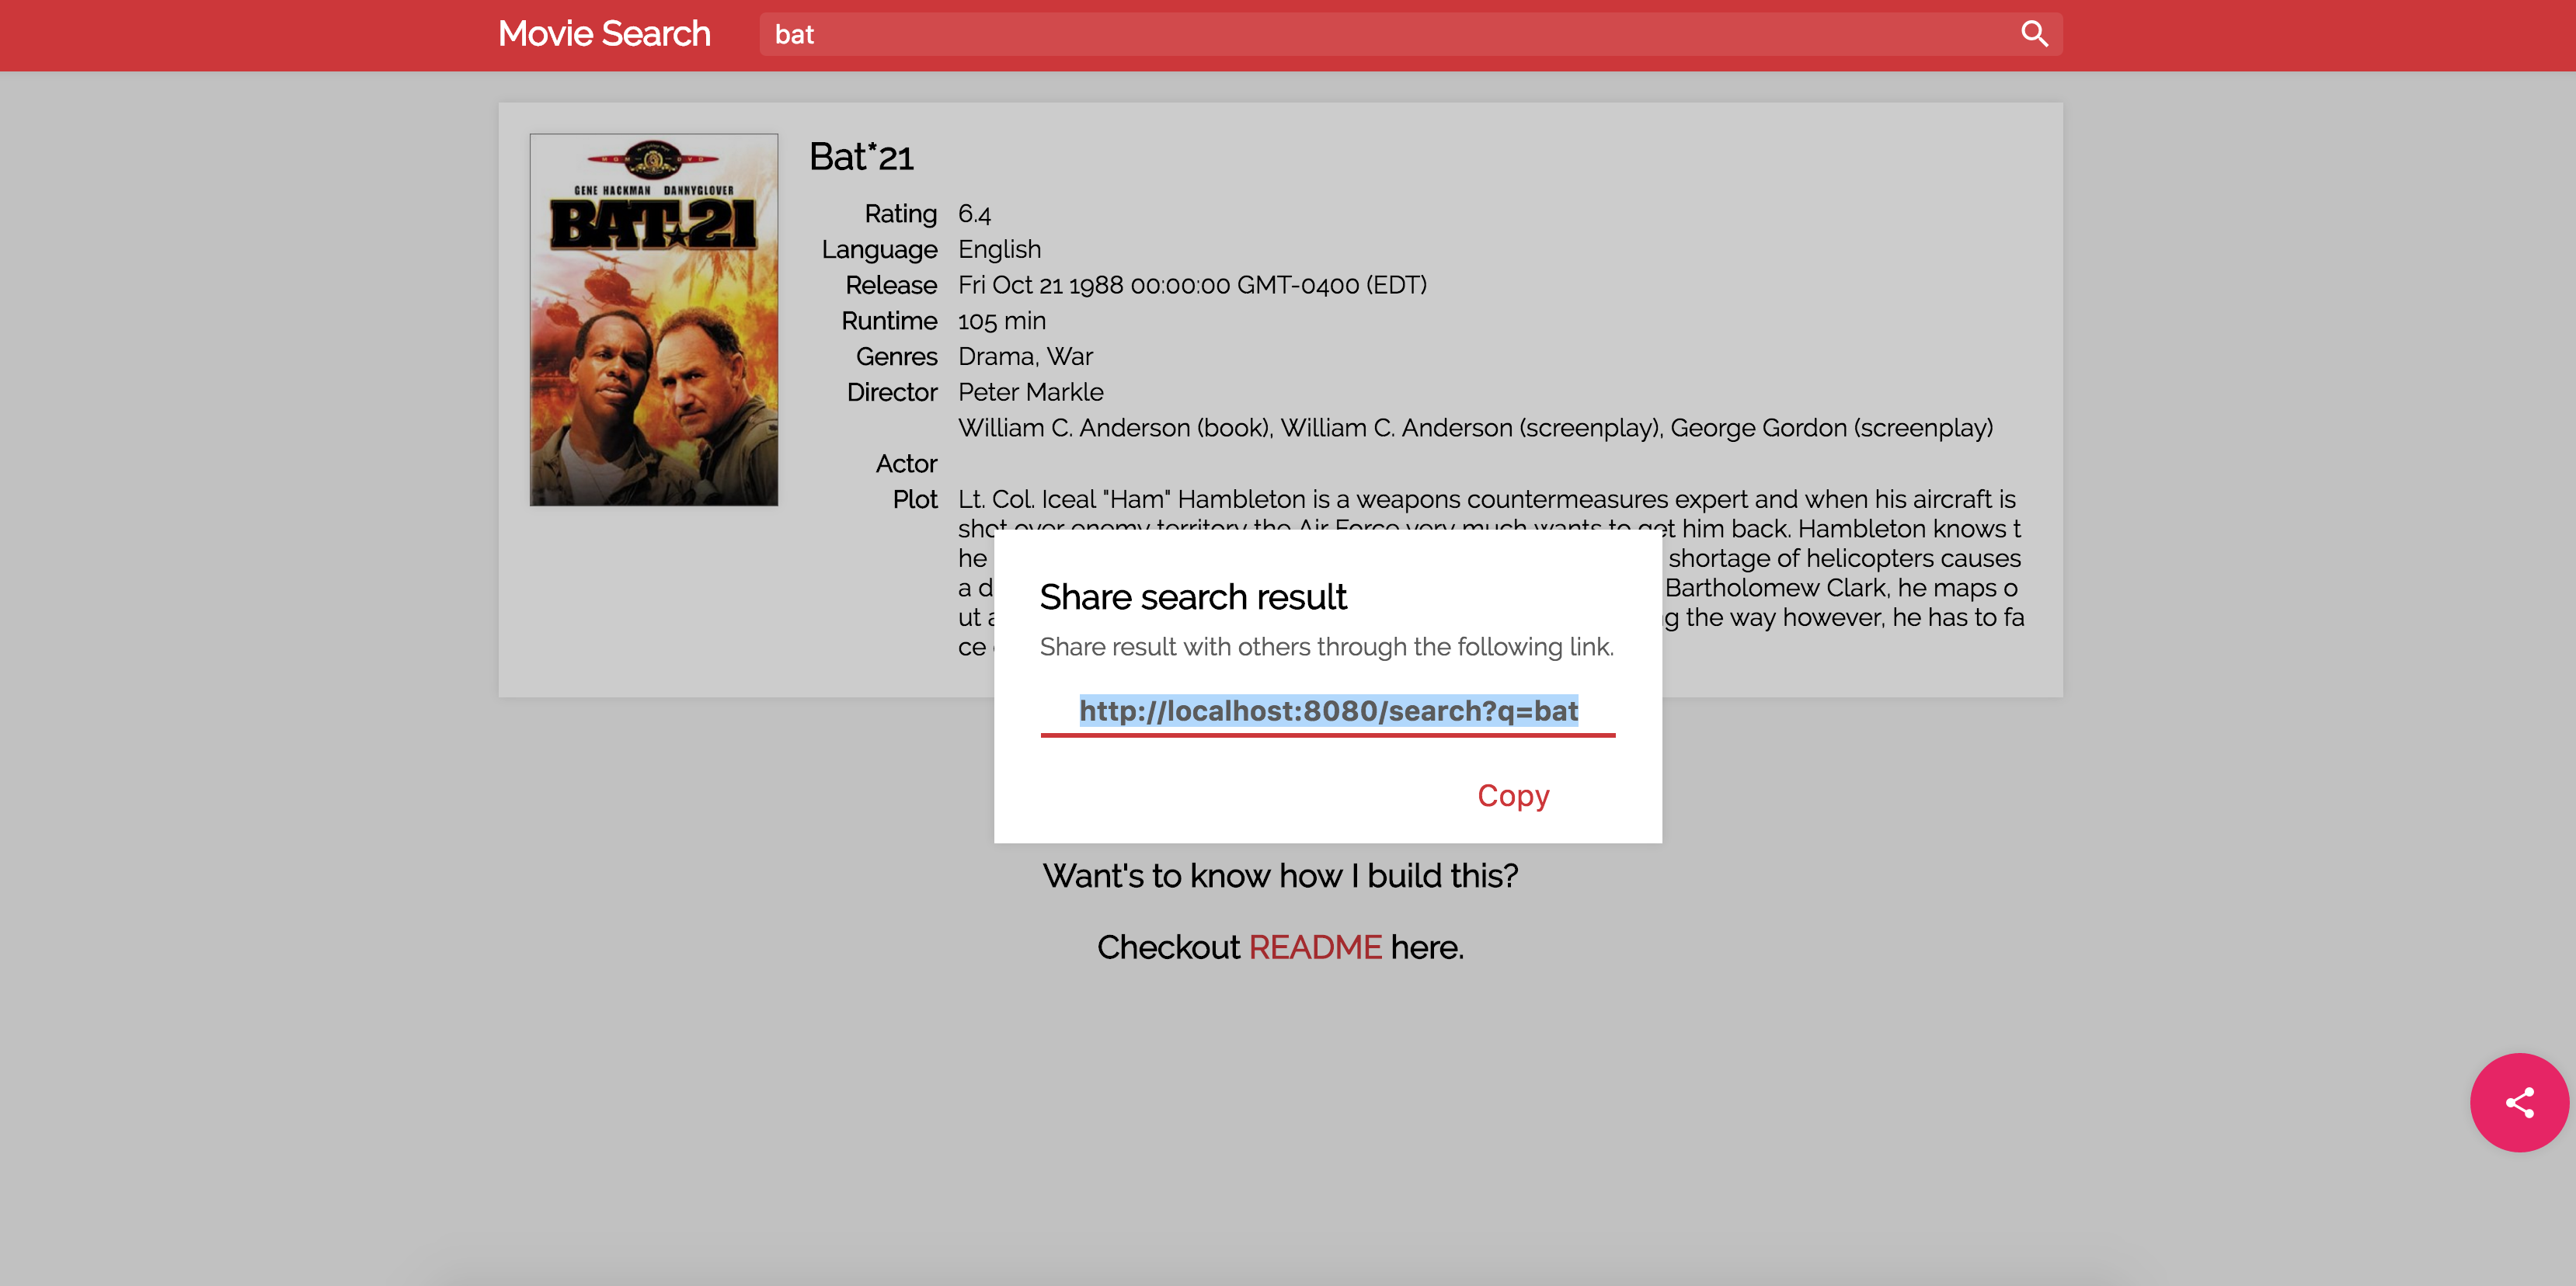 Movie Search
bat
MGM DVD
GENE HACKMAN DANNY GLOVER
BAT★21
Bat*21
Rating 6.4
Language English
Release Fri Oct 21 1988 00:00:00 GMT-0400 (EDT)
Runtime 105 min
Genres Drama, War
Director Peter Markle
William C. Anderson (book), William C. Anderson (screenplay), George Gordon (screenplay)
Actor
Plot Lt. Col. Iceal "Ham" Hambleton is a weapons countermeasures expert and when his aircraft is
shot over enemy territory the Air Force very much wants to get him back. Hambleton knows t
he shortage of helicopters causes
a d Bartholomew Clark, he maps o
ut a g the way however, he has to fa
ce
Share search result
Share result with others through the following link.
http://localhost:8080/search?q=bat
Copy
Want's to know how I build this?
Checkout README here.